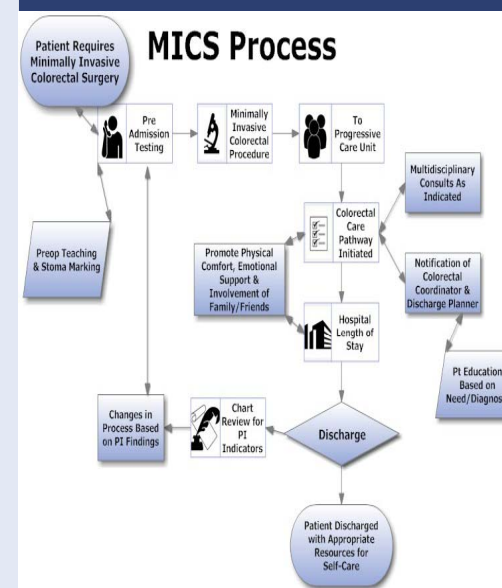 MICS Process
Patient Requires
Minimally Invasive
Colorectal Surgery
Pre
Admission
Testing
Minimally
Invasive
Colorectal
Procedure
To
Progressive
Care Unit
Multidisciplinary
Consults As
Indicated
Colorectal
Care
Pathway
Initiated
Preop Teaching
& Stoma Marking
Promote Physical
Comfort, Emotional
Support &
Involvement of
Family/Friends
Notification of
Colorectal
Coordinator &
Discharge Planner
Hospital
Length of
Stay
Pt Education
Based on
Need/Diagnos
Changes in
Process Based
on PI Findings
Chart
Review for
PI
Indicators
Discharge
Patient Discharged
with Appropriate
Resources for
Self-Care